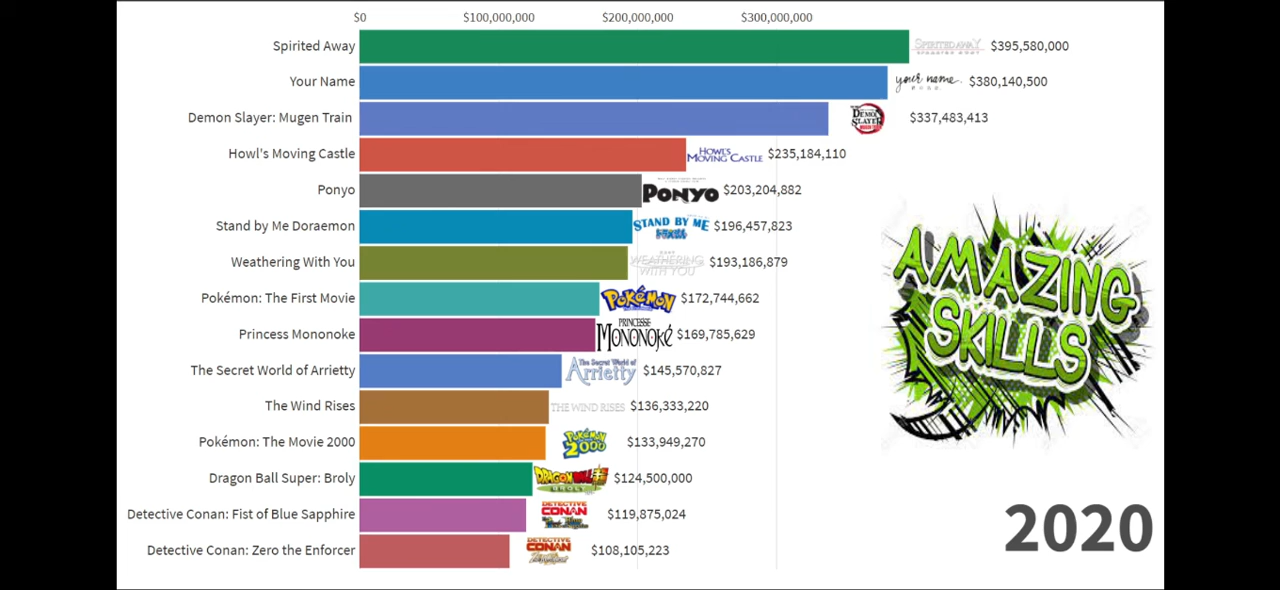 $0 $100,000,000 $200,000,000 $300,000,000
Spirited Away SPIRITED AWAY $395,580,000
Your Name your name. $380,140,500
Demon Slayer: Mugen Train DEMON SLAYER $337,483,413
Howl's Moving Castle HOWL'S MOVING CASTLE $235,184,110
Ponyo PONYO $203,204,882
Stand by Me Doraemon STAND BY ME $196,457,823
Weathering With You WEATHERING WITH YOU $193,186,879
Pokémon: The First Movie POKéMON $172,744,662
Princess Mononoke PRINCESSE MONONOKÉ $169,785,629
The Secret World of Arrietty The Secret World of Arrietty $145,570,827
The Wind Rises THE WIND RISES $136,333,220
Pokémon: The Movie 2000 POKéMON 2000 $133,949,270
Dragon Ball Super: Broly DRAGON BALL SUPER BROLY $124,500,000
Detective Conan: Fist of Blue Sapphire DETECTIVE CONAN $119,875,024
Detective Conan: Zero the Enforcer DETECTIVE CONAN $108,105,223
AMAZING
SKILLS
2020